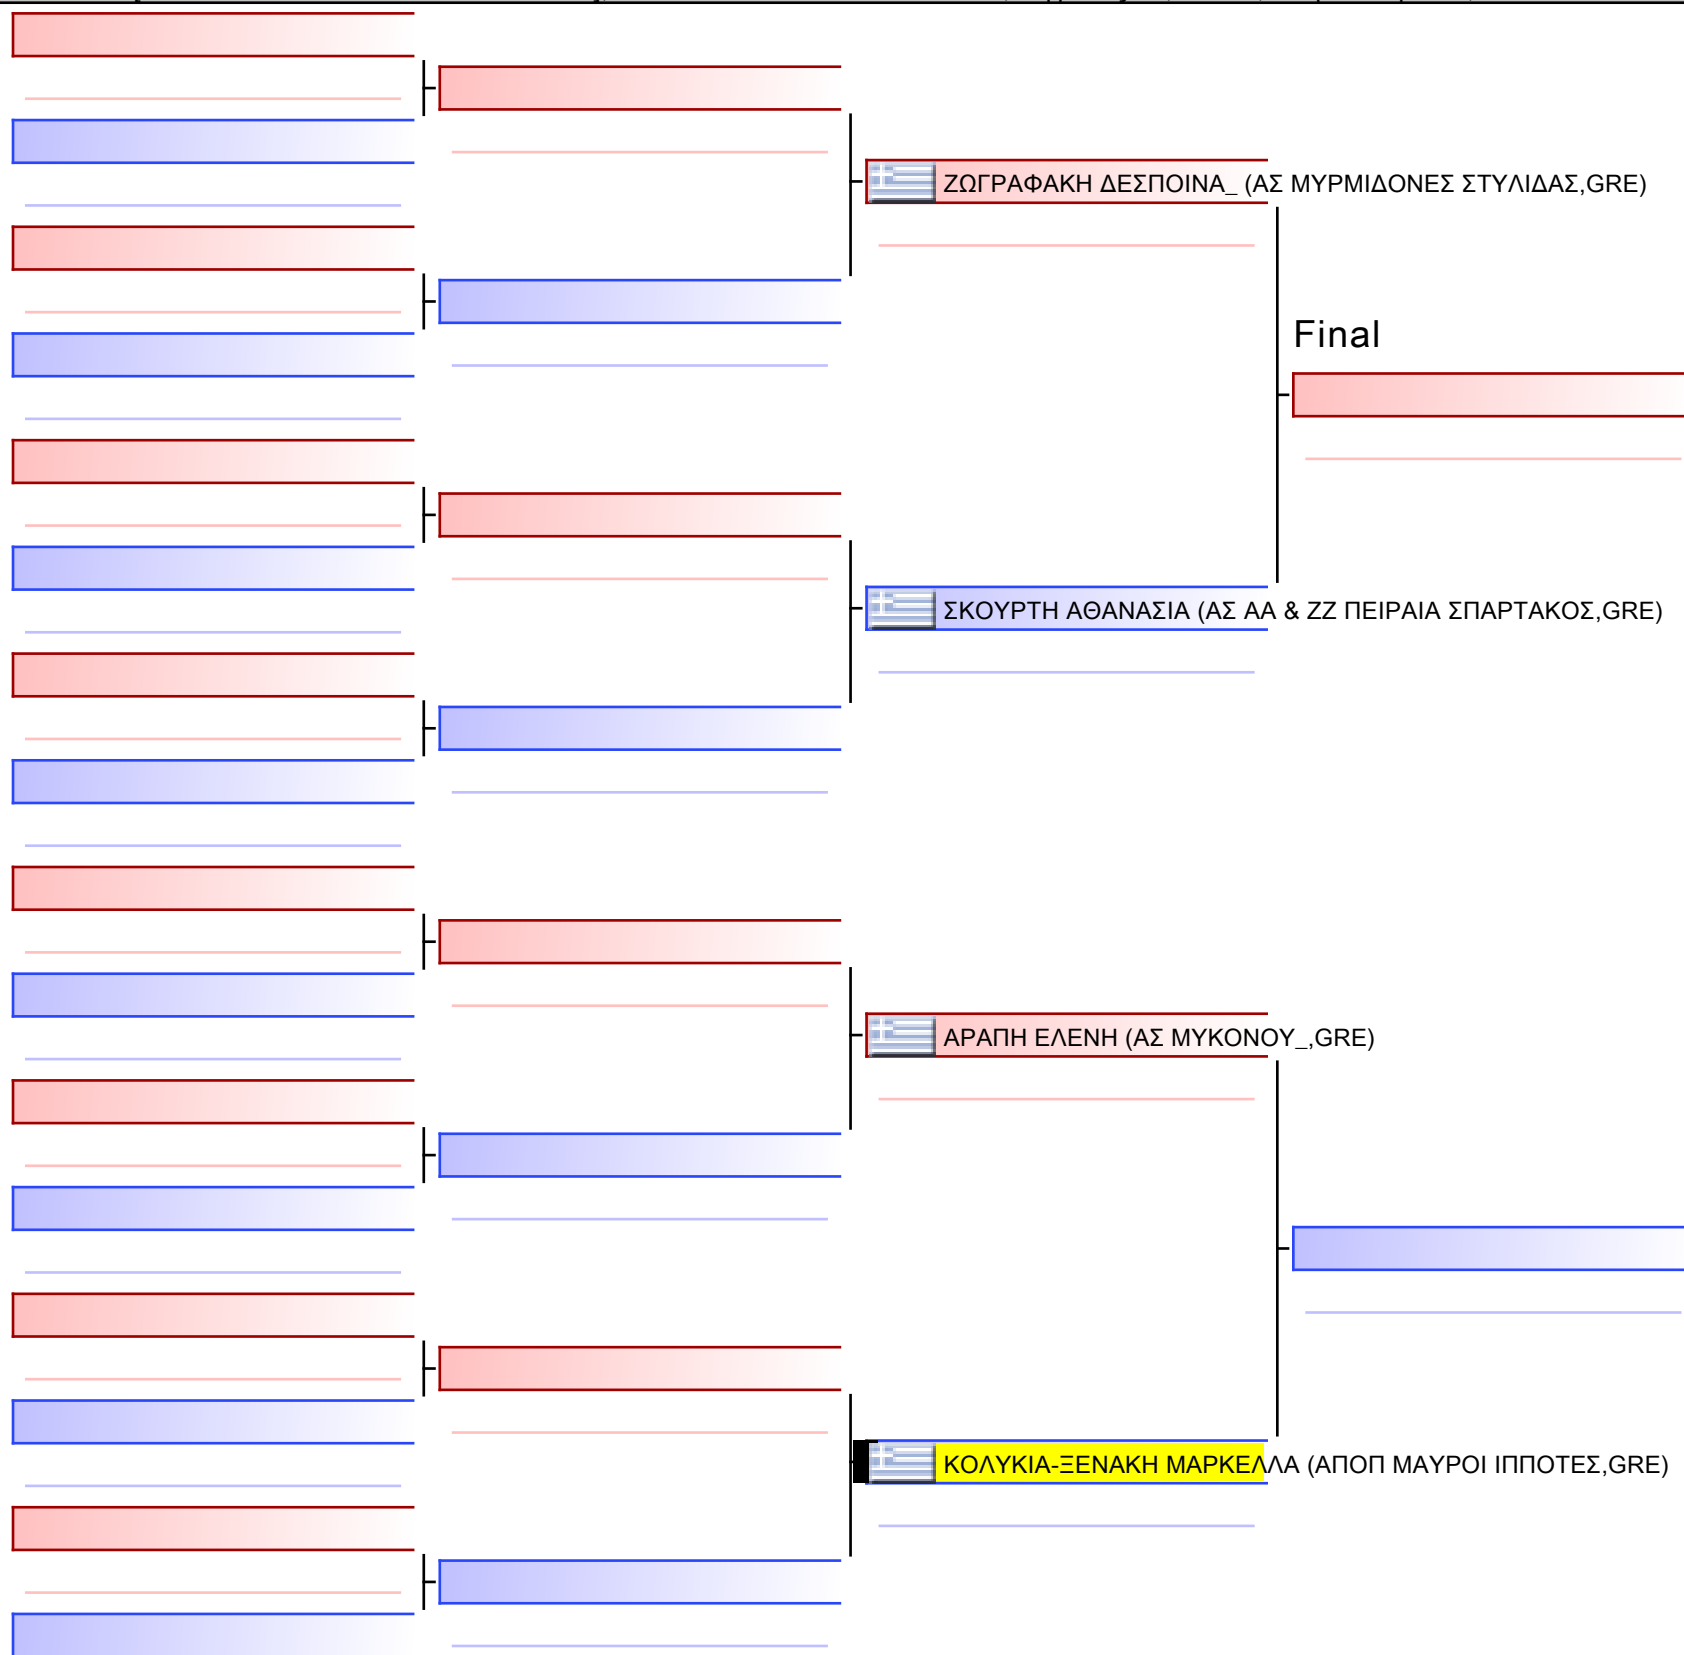 ΖΩΓΡΑΦΑΚΗ ΔΕΣΠΟΙΝΑ_ (ΑΣ ΜΥΡΜΙΔΟΝΕΣ ΣΤΥΛΙΔΑΣ,GRE)
Final
ΣΚΟΥΡΤΗ ΑΘΑΝΑΣΙΑ (ΑΣ ΑΑ & ΖΖ ΠΕΙΡΑΙΑ ΣΠΑΡΤΑΚΟΣ,GRE)
ΑΡΑΠΗ ΕΛΕΝΗ (ΑΣ ΜΥΚΟΝΟΥ_,GRE)
ΚΟΛΥΚΙΑ-ΞΕΝΑΚΗ ΜΑΡΚΕΛΛΑ (ΑΠΟΠ ΜΑΥΡΟΙ ΙΠΠΟΤΕΣ,GRE)